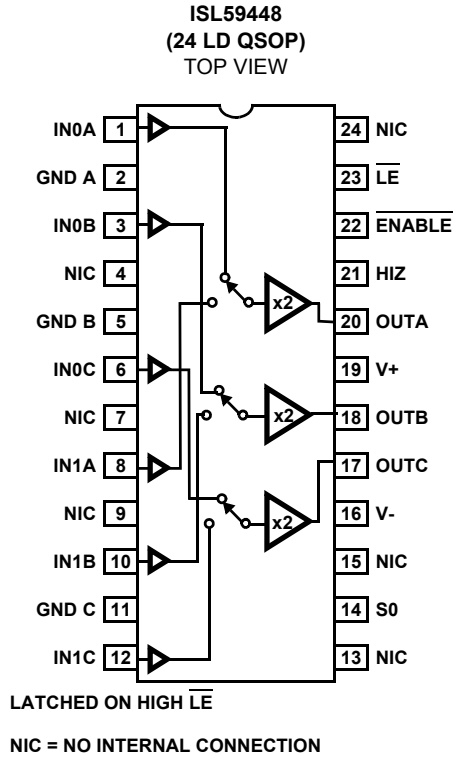 ISL59448
(24 LD QSOP)
TOP VIEW
IN0A 1
24 NIC
GND A 2
23 L̅E̅
IN0B 3
22 E̅N̅A̅B̅L̅E̅
NIC 4
21 HIZ
x2
GND B 5
20 OUTA
IN0C 6
19 V+
NIC 7
x2
18 OUTB
IN1A 8
17 OUTC
NIC 9
16 V-
x2
IN1B 10
15 NIC
GND C 11
14 S0
IN1C 12
13 NIC
LATCHED ON HIGH L̅E̅
NIC = NO INTERNAL CONNECTION